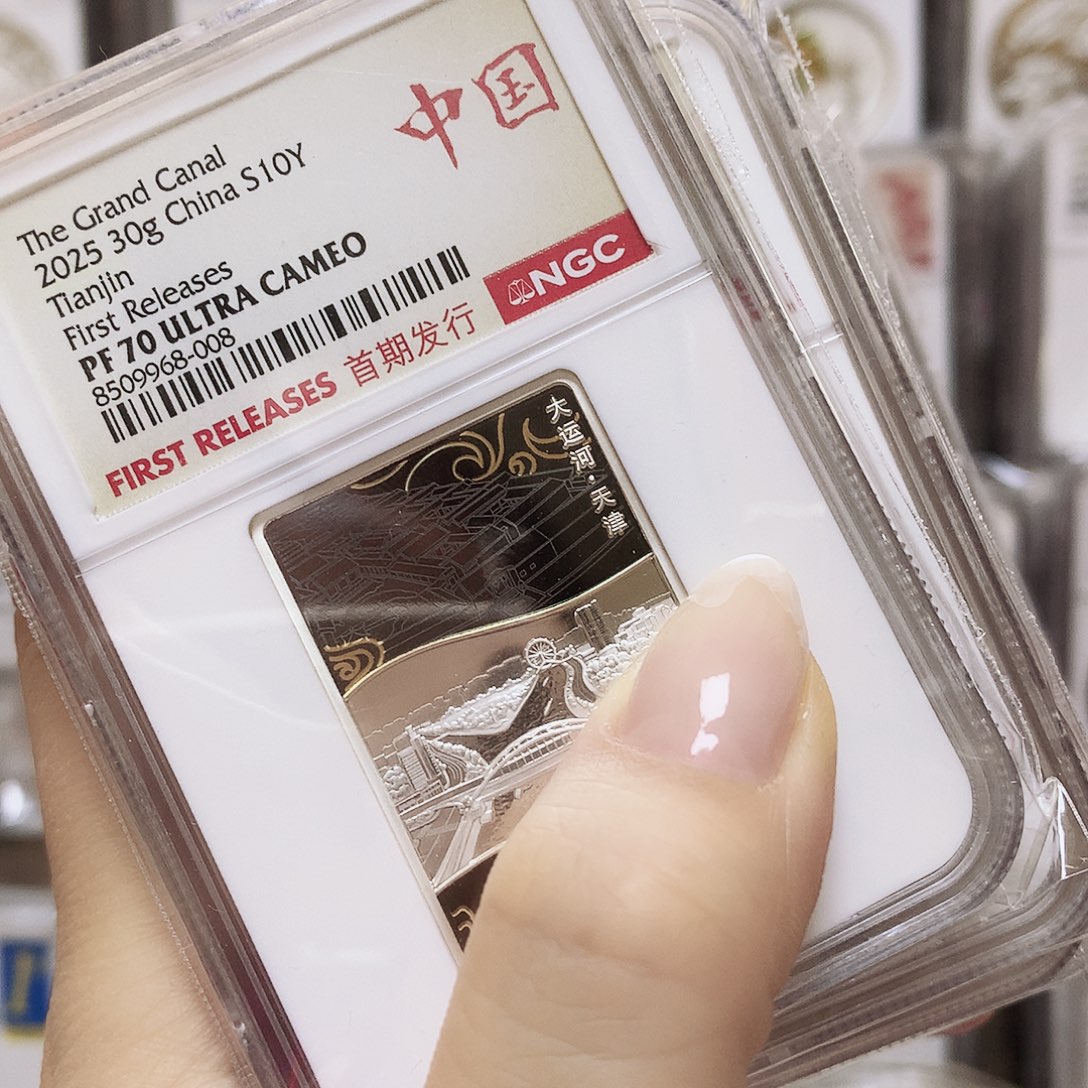 中国
The Grand Canal
2025 30g China S10Y
Tianjin
First Releases
PF 70 ULTRA CAMEO
8509968-008
NGC
FIRST RELEASES 首期发行
大运河·天津